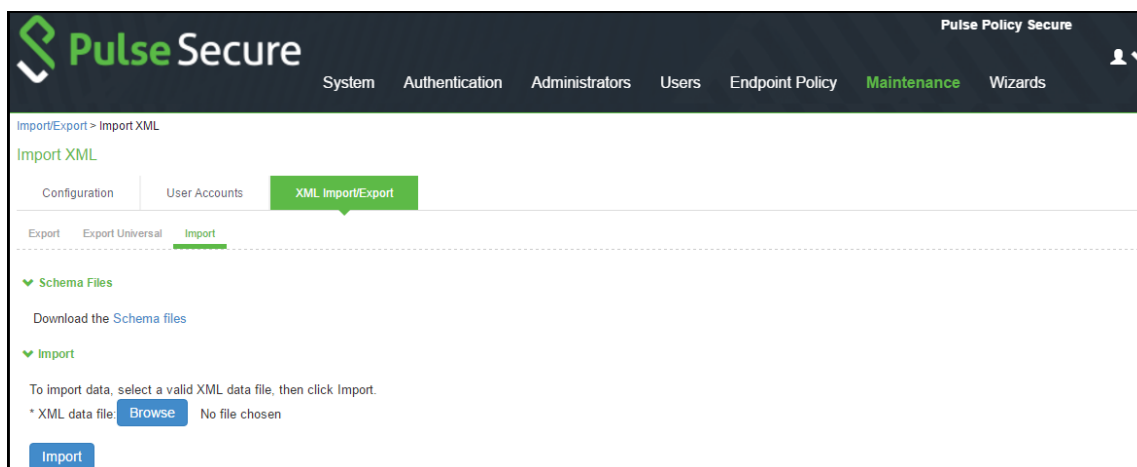 Pulse Policy Secure
Pulse Secure
System Authentication Administrators Users Endpoint Policy Maintenance Wizards
Import/Export > Import XML
Import XML
Configuration User Accounts XML Import/Export
Export Export Universal Import
Schema Files
Download the Schema files
Import
To import data, select a valid XML data file, then click Import.
* XML data file: Browse No file chosen
Import